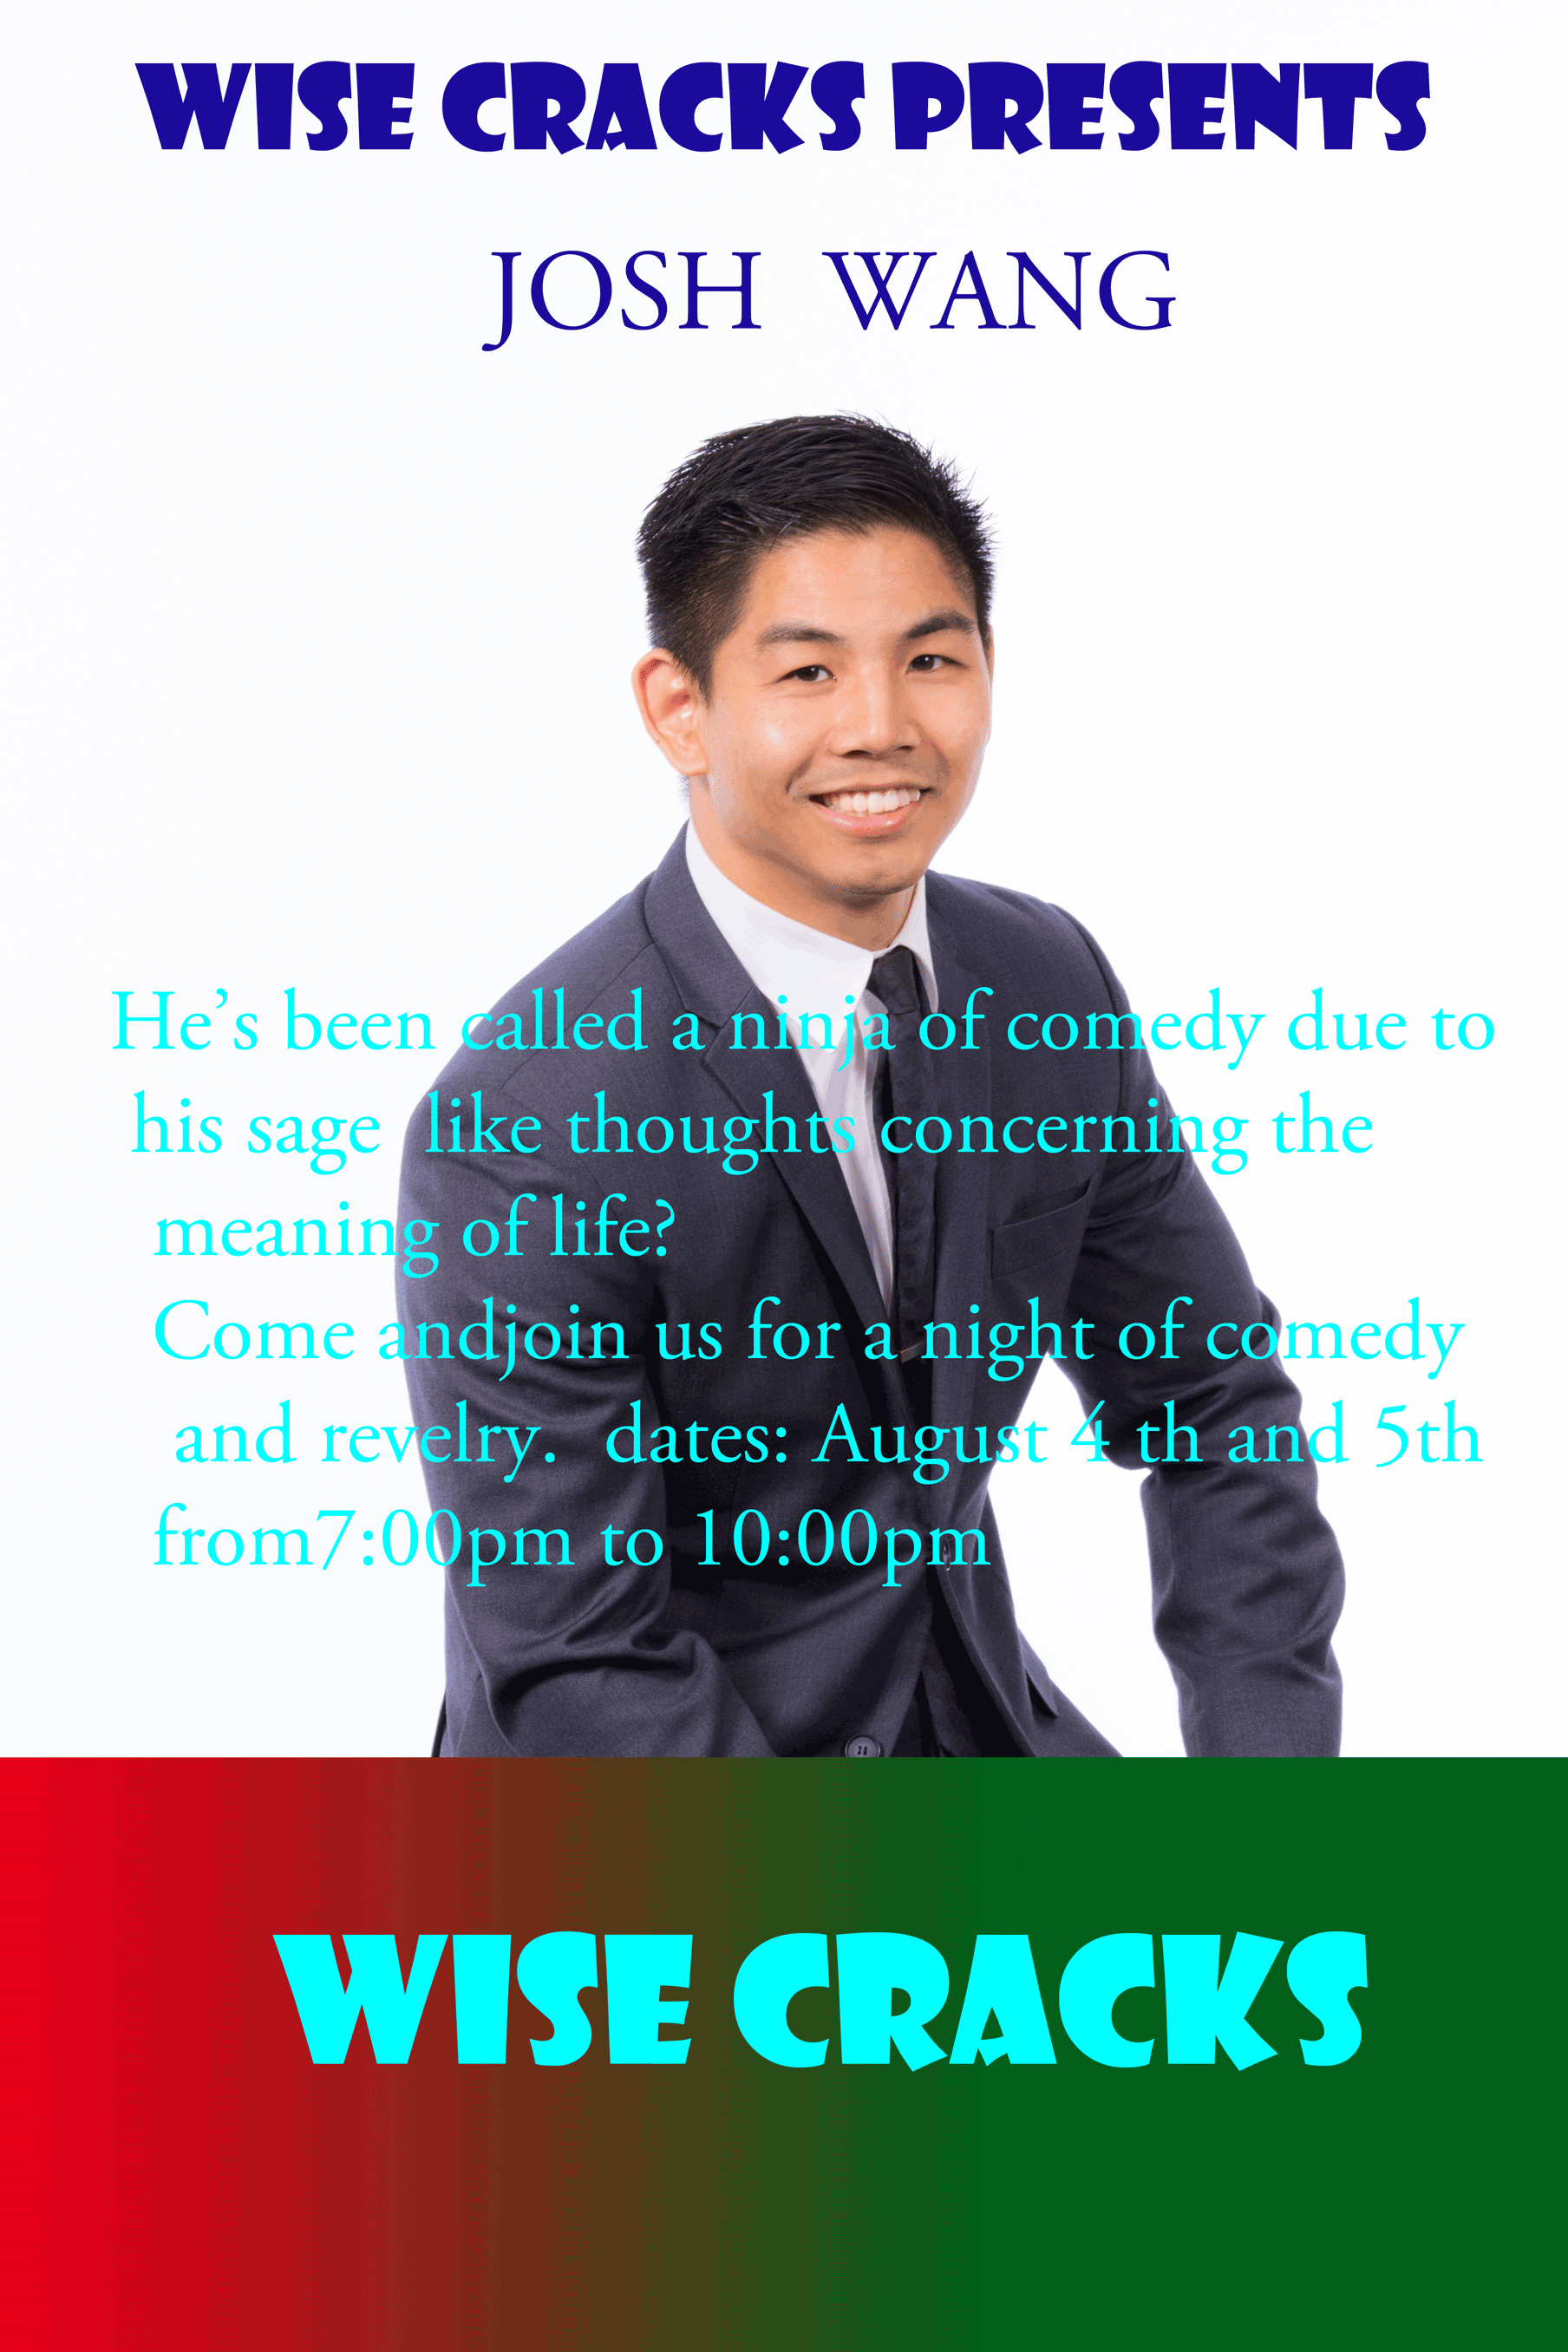 WISE CRACKS PRESENTS
JOSH WANG
He’s been called a ninja of comedy due to
his sage like thoughts concerning the
meaning of life?
Come andjoin us for a night of comedy
and revelry. dates: August 4 th and 5th
from7:00pm to 10:00pm
WISE CRACKS